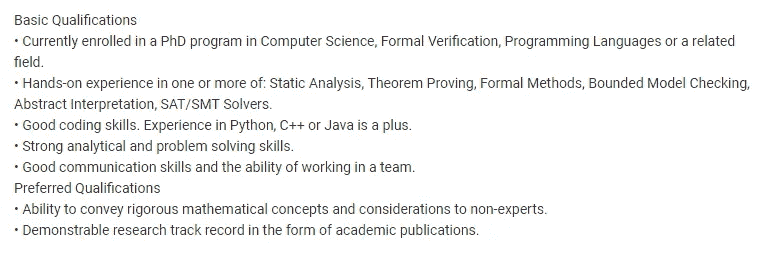 Basic Qualifications
• Currently enrolled in a PhD program in Computer Science, Formal Verification, Programming Languages or a related
field.
• Hands-on experience in one or more of: Static Analysis, Theorem Proving, Formal Methods, Bounded Model Checking,
Abstract Interpretation, SAT/SMT Solvers.
• Good coding skills. Experience in Python, C++ or Java is a plus.
• Strong analytical and problem solving skills.
• Good communication skills and the ability of working in a team.
Preferred Qualifications
• Ability to convey rigorous mathematical concepts and considerations to non-experts.
• Demonstrable research track record in the form of academic publications.